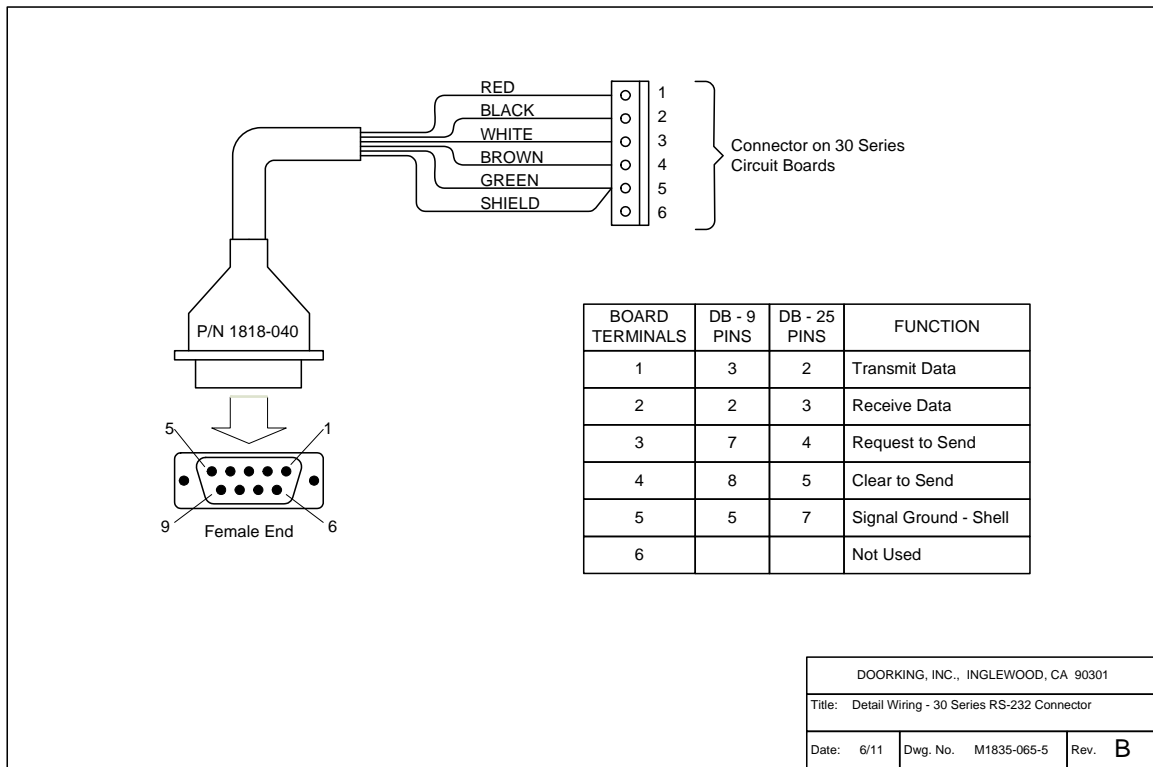 RED
BLACK
WHITE
BROWN
GREEN
SHIELD
1
2
3
4
5
6
Connector on 30 Series
Circuit Boards
P/N 1818-040
5
1
9
6
Female End
BOARD TERMINALS DB - 9 PINS DB - 25 PINS FUNCTION
1 3 2 Transmit Data
2 2 3 Receive Data
3 7 4 Request to Send
4 8 5 Clear to Send
5 5 7 Signal Ground - Shell
6 Not Used
DOORKING, INC., INGLEWOOD, CA 90301
Title: Detail Wiring - 30 Series RS-232 Connector
Date: 6/11 Dwg. No. M1835-065-5 Rev. B